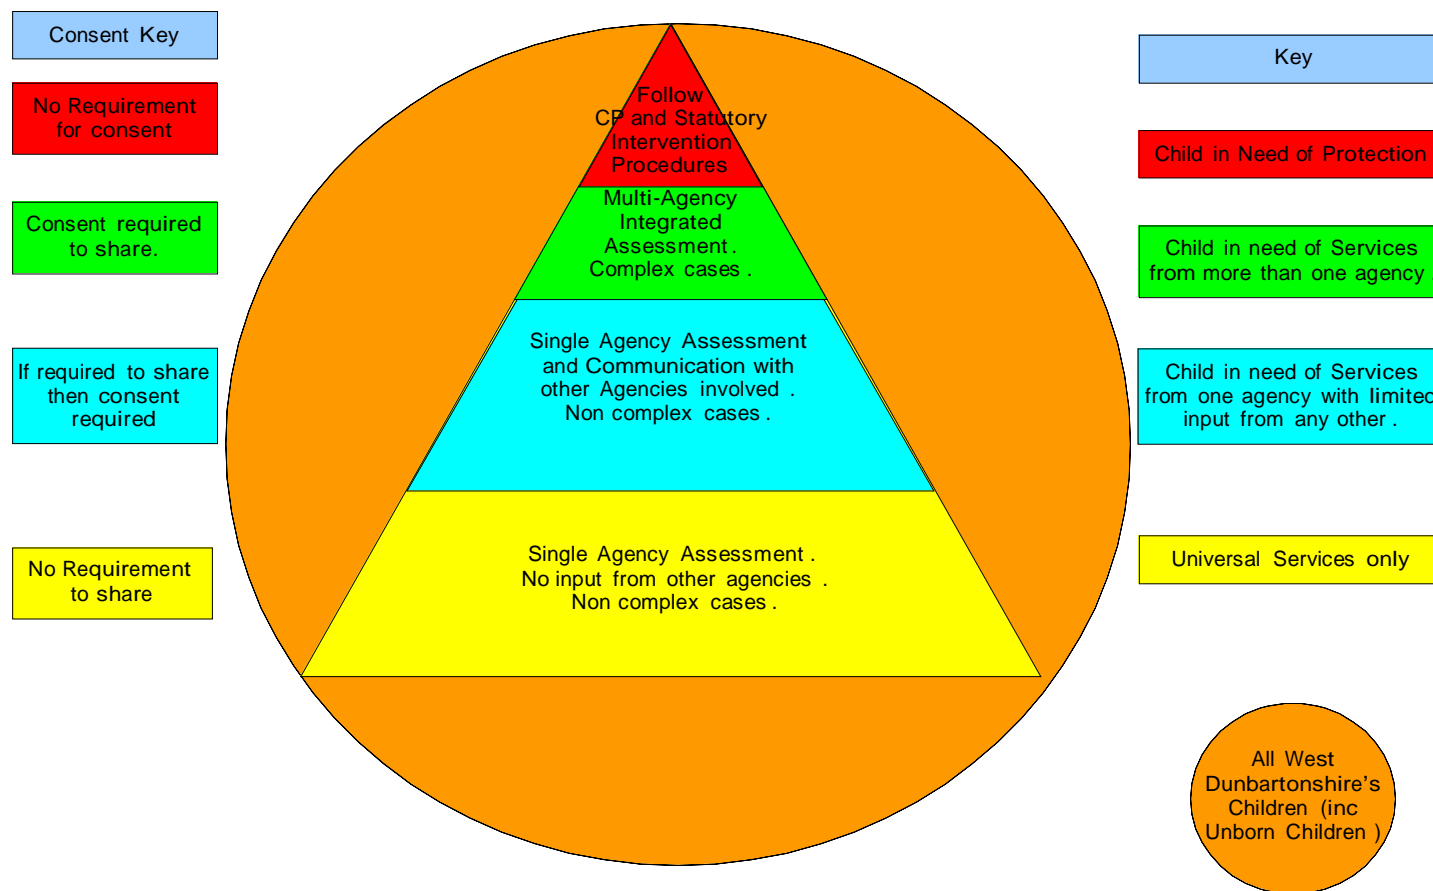 Consent Key
No Requirement
for consent
Consent required
to share.
If required to share
then consent
required
No Requirement
to share
Follow
CP and Statutory
Intervention
Procedures
Multi-Agency
Integrated
Assessment .
Complex cases .
Single Agency Assessment
and Communication with
other Agencies involved .
Non complex cases .
Single Agency Assessment .
No input from other agencies .
Non complex cases .
Key
Child in Need of Protection
Child in need of Services
from more than one agency
Child in need of Services
from one agency with limited
input from any other .
Universal Services only
All West
Dunbartonshire’s
Children (inc
Unborn Children )